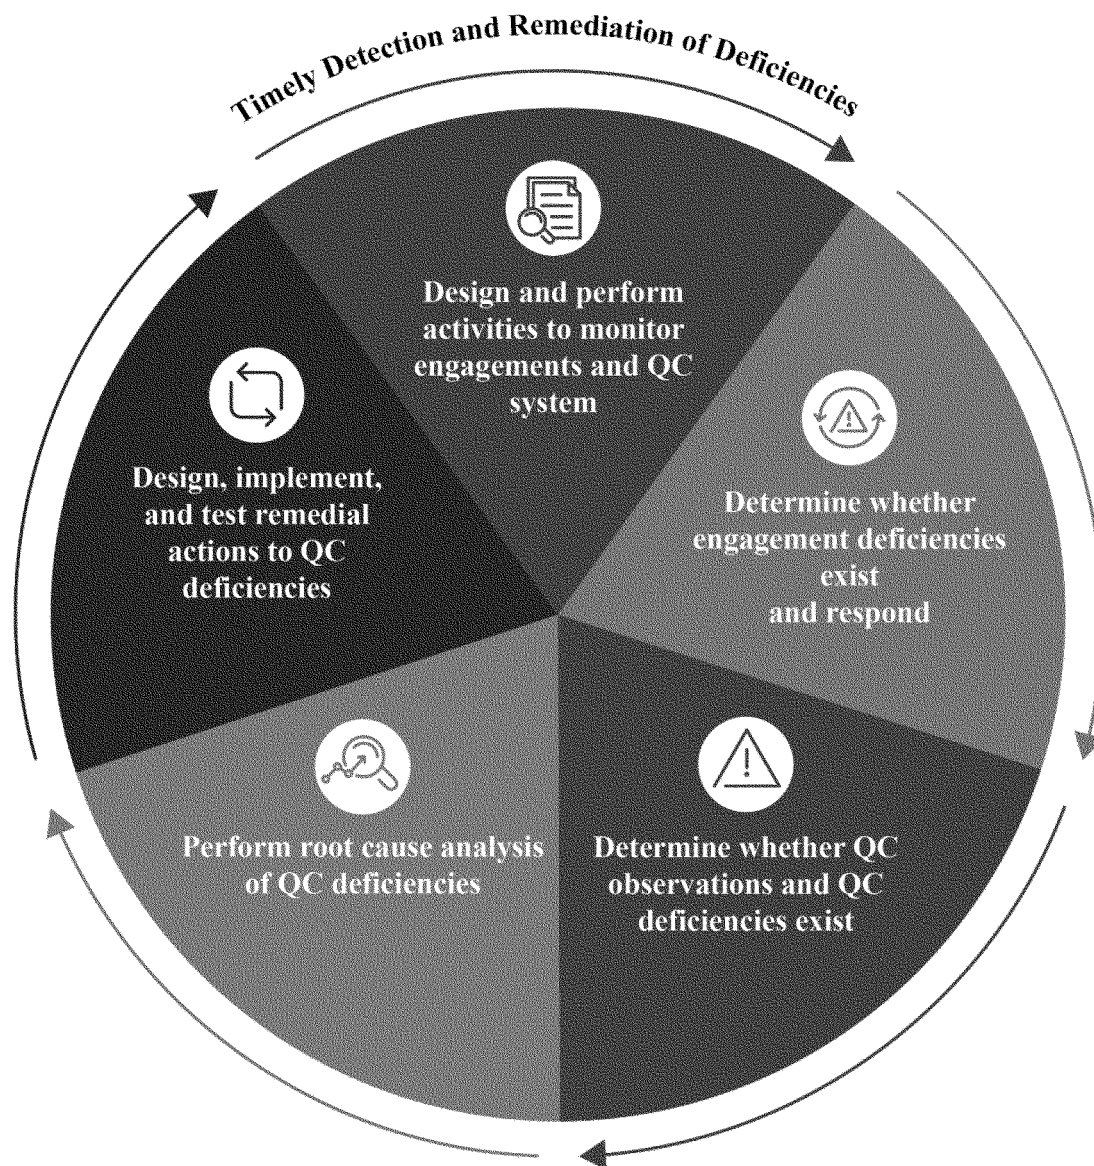 Timely Detection and Remediation of Deficiencies
Design and perform
activities to monitor
engagements and QC
system
Determine whether
engagement deficiencies
exist
and respond
Determine whether QC
observations and QC
deficiencies exist
Perform root cause analysis
of QC deficiencies
Design, implement,
and test remedial
actions to QC
deficiencies